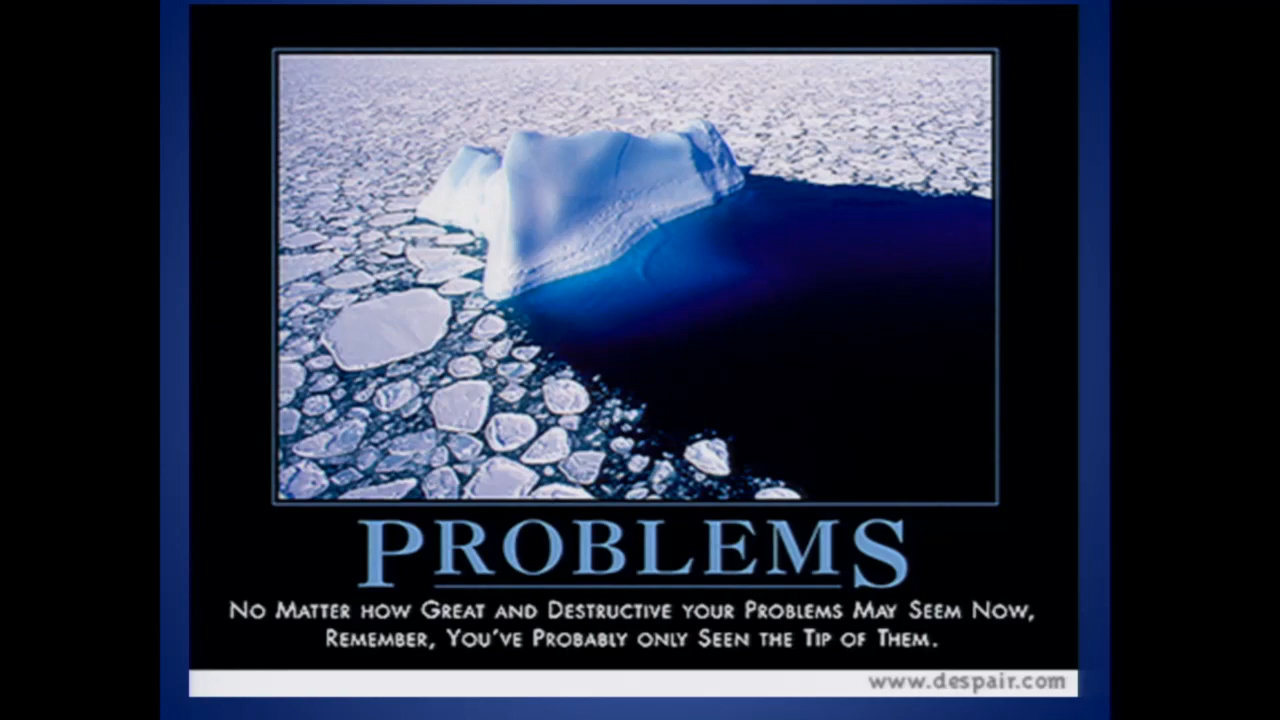 PROBLEMS
NO MATTER HOW GREAT AND DESTRUCTIVE YOUR PROBLEMS MAY SEEM NOW,
REMEMBER, YOU'VE PROBABLY ONLY SEEN THE TIP OF THEM.
www.despair.com